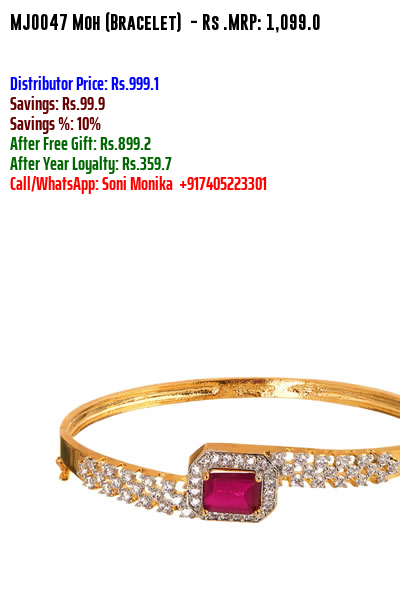 MJ0047 Moh (Bracelet) - Rs .MRP: 1,099.0
Distributor Price: Rs.999.1
Savings: Rs.99.9
Savings %: 10%
After Free Gift: Rs.899.2
After Year Loyalty: Rs.359.7
Call/WhatsApp: Soni Monika +917405223301